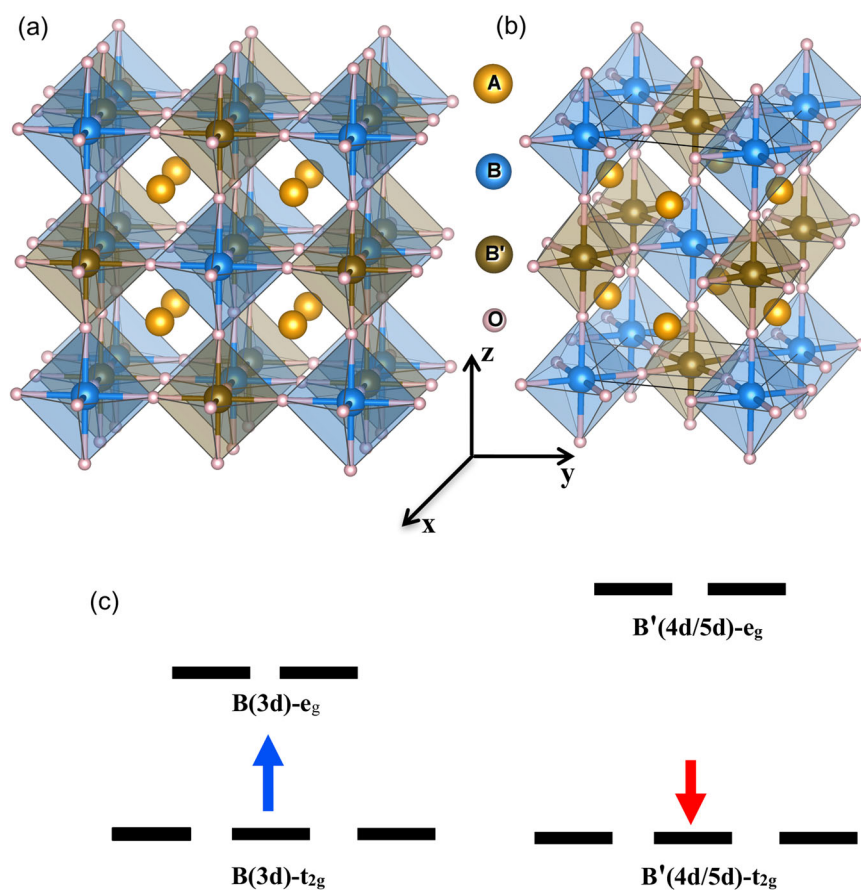 (a)
(b)
A
B
B'
O
z
y
x
(c)
B'(4d/5d)-eg
B(3d)-eg
B(3d)-t2g
B'(4d/5d)-t2g